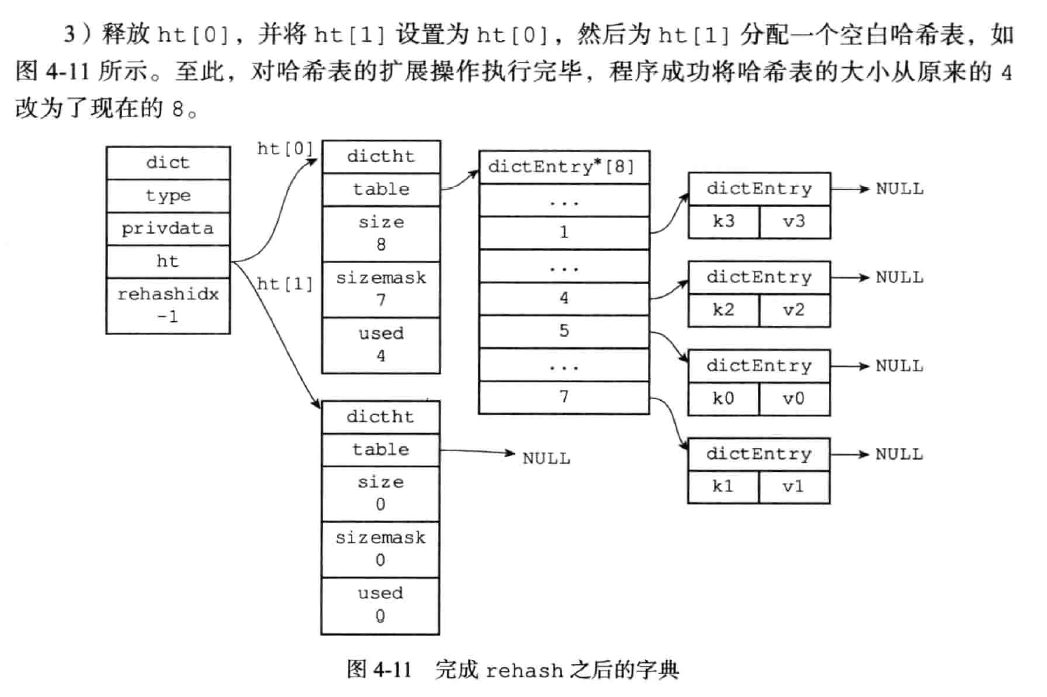 3）释放 ht[0]，并将 ht[1] 设置为 ht[0]，然后为 ht[1] 分配一个空白哈希表，如
图 4-11 所示。至此，对哈希表的扩展操作执行完毕，程序成功将哈希表的大小从原来的 4
改为了现在的 8。
dict
type
privdata
ht
rehashidx
-1
ht[0]
ht[1]
dictht
table
size
8
sizemask
7
used
4
dictht
table
size
0
sizemask
0
used
0
NULL
dictEntry*[8]
...
1
...
4
5
...
7
dictEntry
NULL
k3 v3
dictEntry
NULL
k2 v2
dictEntry
NULL
k0 v0
dictEntry
NULL
k1 v1
图 4-11 完成 rehash 之后的字典